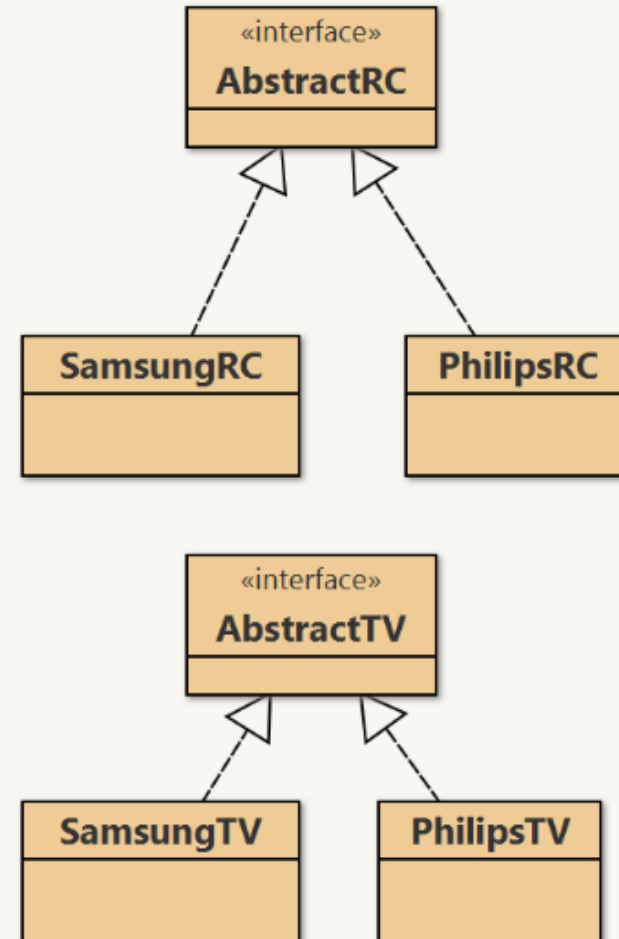 «interface»
AbstractRC
SamsungRC
PhilipsRC
«interface»
AbstractTV
SamsungTV
PhilipsTV